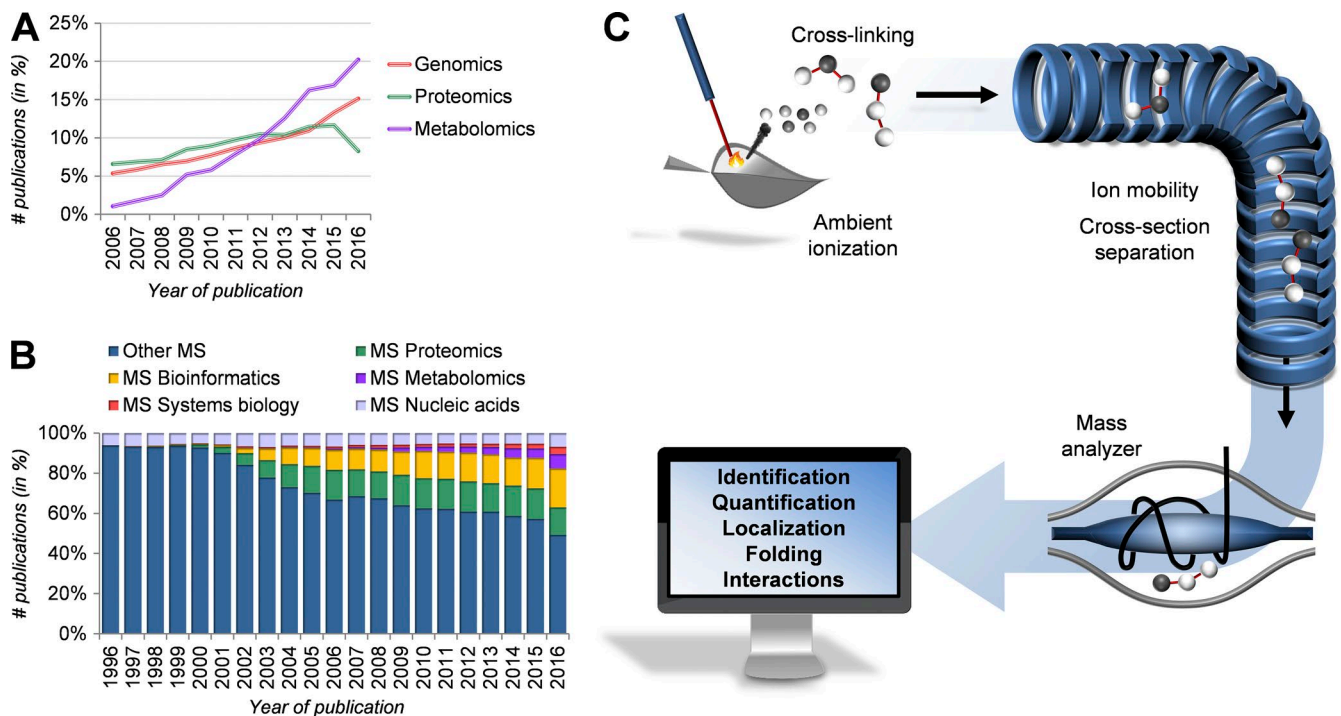 A
# publications (in %)
25%
20%
15%
10%
5%
0%
Genomics
Proteomics
Metabolomics
2006
2007
2008
2009
2010
2011
2012
2013
2014
2015
2016
Year of publication
B
Other MS
MS Proteomics
MS Bioinformatics
MS Metabolomics
MS Systems biology
MS Nucleic acids
# publications (in %)
100%
80%
60%
40%
20%
0%
1996
1997
1998
1999
2000
2001
2002
2003
2004
2005
2006
2007
2008
2009
2010
2011
2012
2013
2014
2015
2016
Year of publication
C
Cross-linking
Ambient
ionization
Ion mobility
Cross-section
separation
Mass
analyzer
Identification
Quantification
Localization
Folding
Interactions